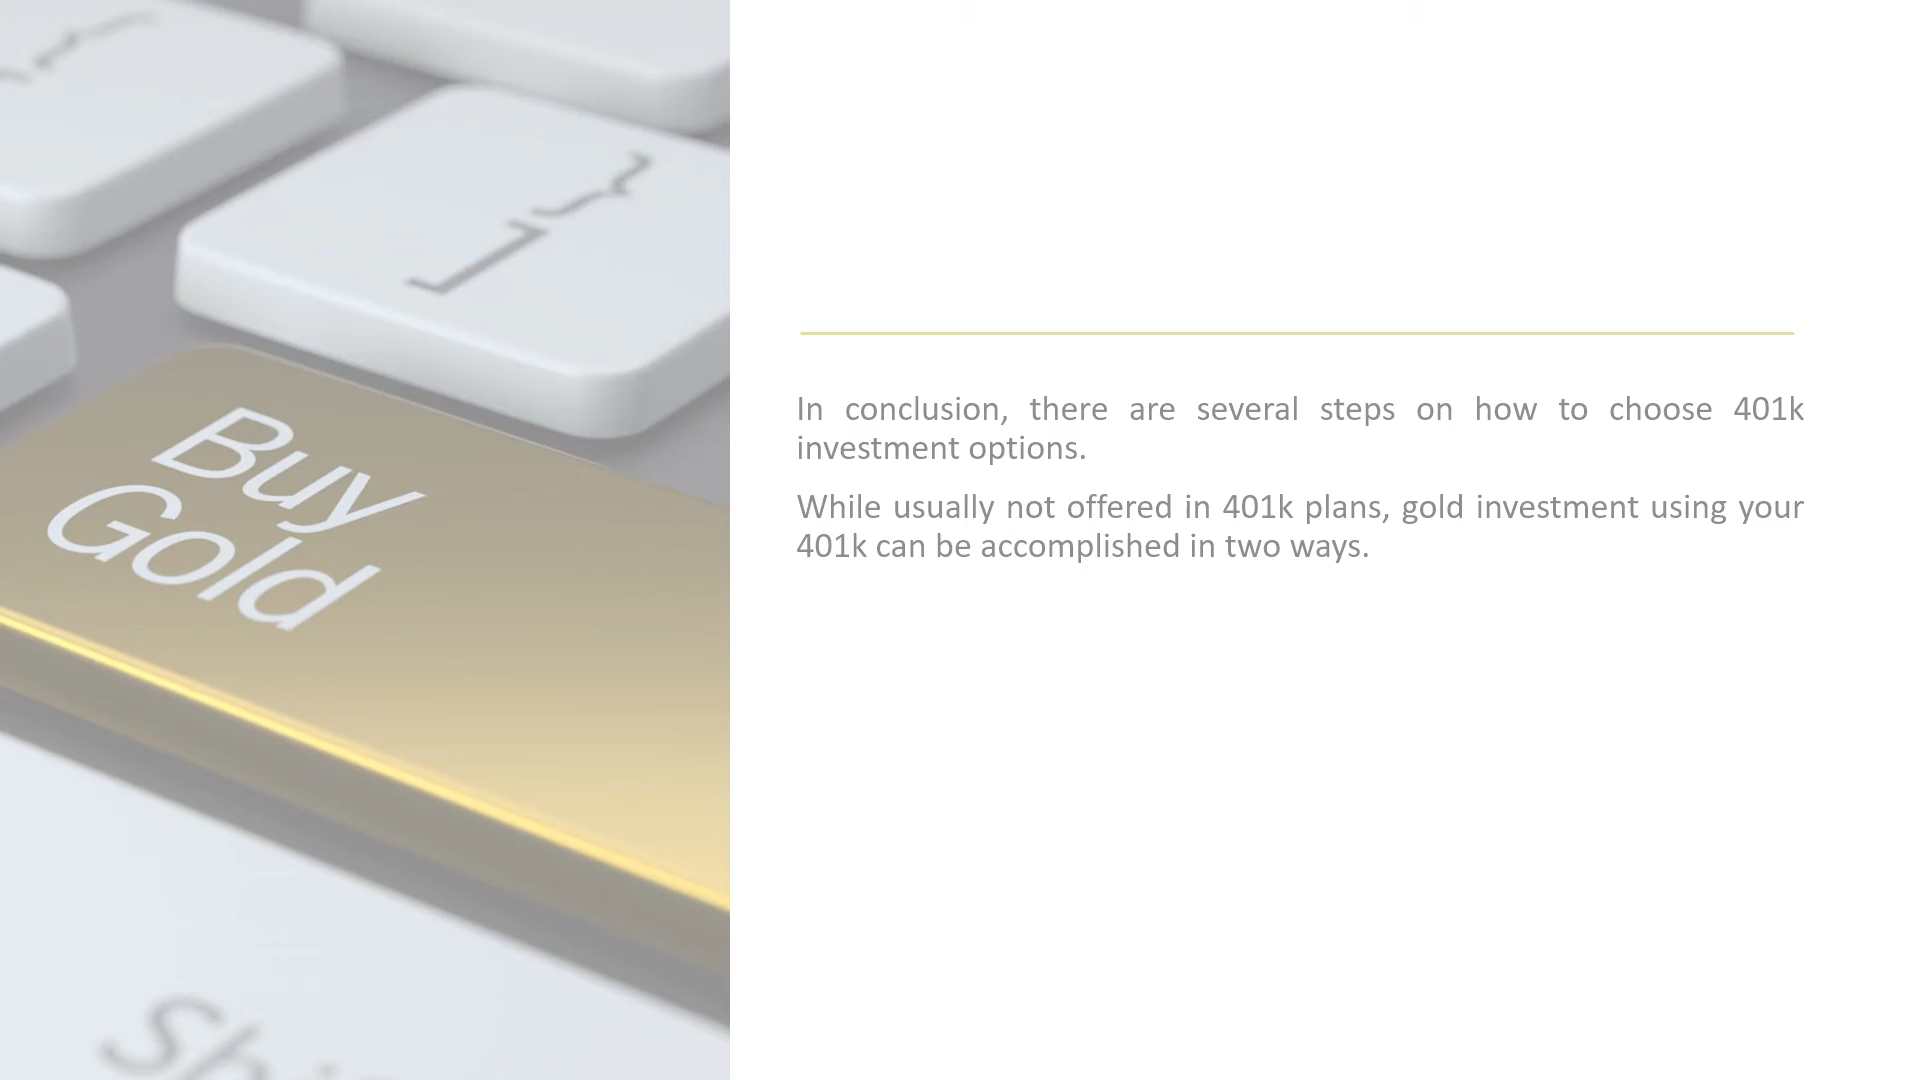 }
]
Buy
Gold
In conclusion, there are several steps on how to choose 401k
investment options.
While usually not offered in 401k plans, gold investment using your
401k can be accomplished in two ways.